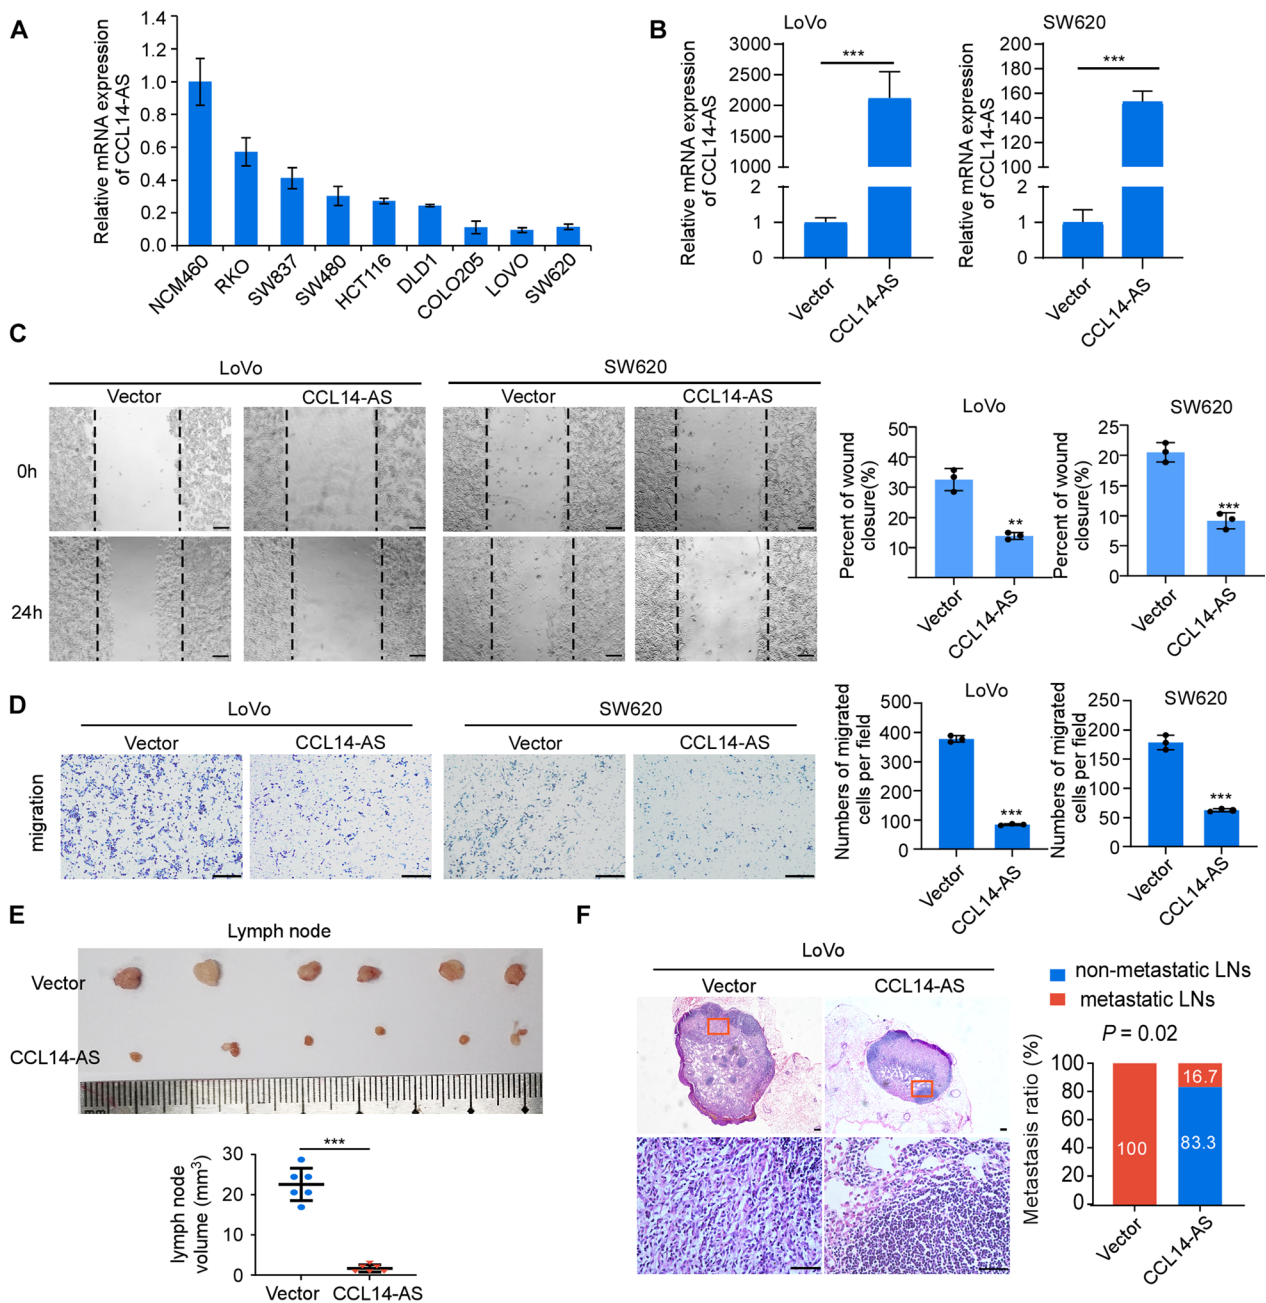 A
Relative mRNA expression
of CCL14-AS
1.4
1.2
1.0
0.8
0.6
0.4
0.2
0.0
NCM460
RKO
SW837
SW480
HCT116
DLD1
COLO205
LOVO
SW620
B
LoVo
Relative mRNA expression
of CCL14-AS
3000
2500
2000
1500
1000
2
1
0
***
Vector
CCL14-AS
SW620
Relative mRNA expression
of CCL14-AS
200
180
160
140
120
100
2
1
0
***
Vector
CCL14-AS
C
LoVo
SW620
Vector
CCL14-AS
Vector
CCL14-AS
0h
24h
LoVo
Percent of wound
closure(%)
50
40
30
20
10
**
Vector
CCL14-AS
SW620
Percent of wound
closure(%)
25
20
15
10
5
0
***
Vector
CCL14-AS
D
LoVo
SW620
Vector
CCL14-AS
Vector
CCL14-AS
migration
LoVo
Numbers of migrated
cells per field
500
400
300
200
100
0
***
Vector
CCL14-AS
SW620
Numbers of migrated
cells per field
250
200
150
100
50
0
***
Vector
CCL14-AS
E
Lymph node
Vector
CCL14-AS
mm
lymph node
volume (mm³)
30
20
10
0
***
Vector
CCL14-AS
F
LoVo
Vector
CCL14-AS
non-metastatic LNs
metastatic LNs
P = 0.02
Metastasis ratio (%)
100
80
60
40
20
0
100
16.7
83.3
Vector
CCL14-AS